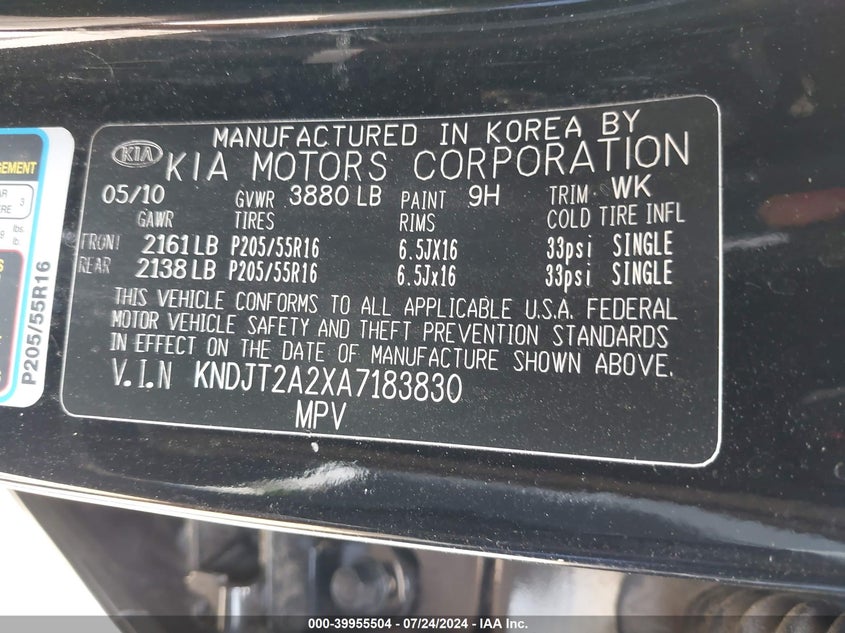 MANUFACTURED IN KOREA BY
KIA KIA MOTORS CORPORATION
05/10 GVWR 3880 LB PAINT 9H TRIM WK
GAWR TIRES RIMS COLD TIRE INFL
FRONT 2161 LB P205/55R16 6.5JX16 33psi SINGLE
REAR 2138 LB P205/55R16 6.5Jx16 33psi SINGLE
THIS VEHICLE CONFORMS TO ALL APPLICABLE U.S.A. FEDERAL
MOTOR VEHICLE SAFETY AND THEFT PREVENTION STANDARDS
IN EFFECT ON THE DATE OF MANUFACTURE SHOWN ABOVE.
V.I.N KNDJT2A2XA7183830
MPV
3
lbs
lb
P205/55R16
000-39955504 - 07/24/2024 - IAA Inc.